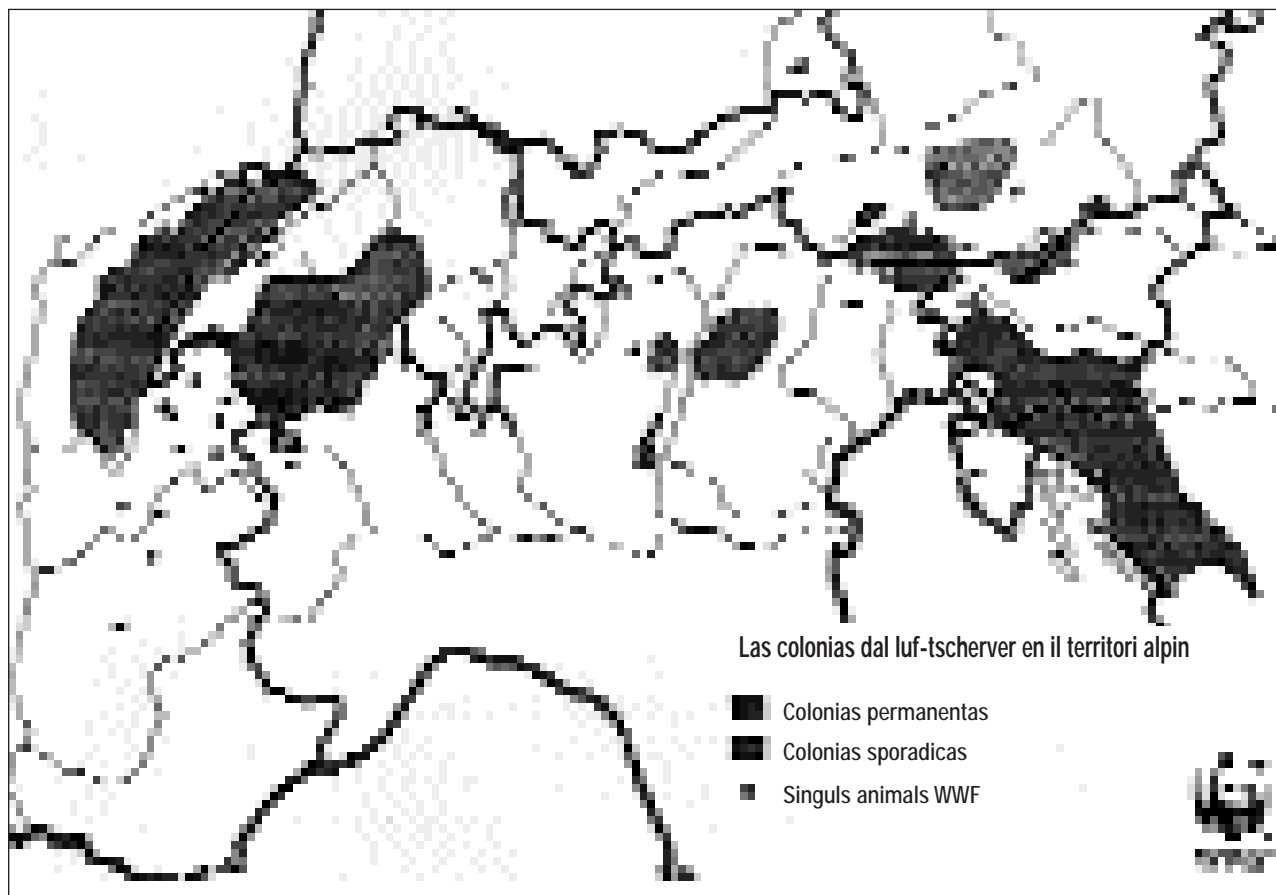 Las colonias dal luf-tscherver en il territori alpin
Colonias permanentas
Colonias sporadicas
Singuls animals WWF